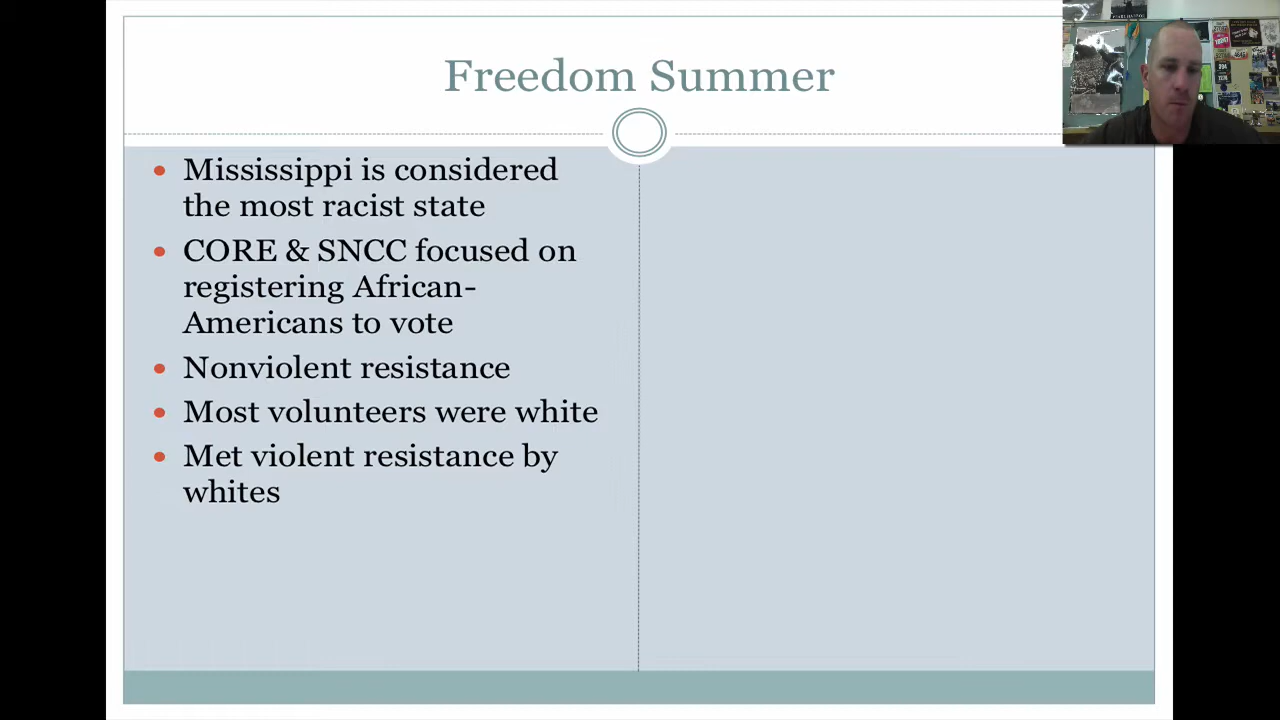 Freedom Summer
Mississippi is considered
the most racist state
CORE & SNCC focused on
registering African-
Americans to vote
Nonviolent resistance
Most volunteers were white
Met violent resistance by
whites